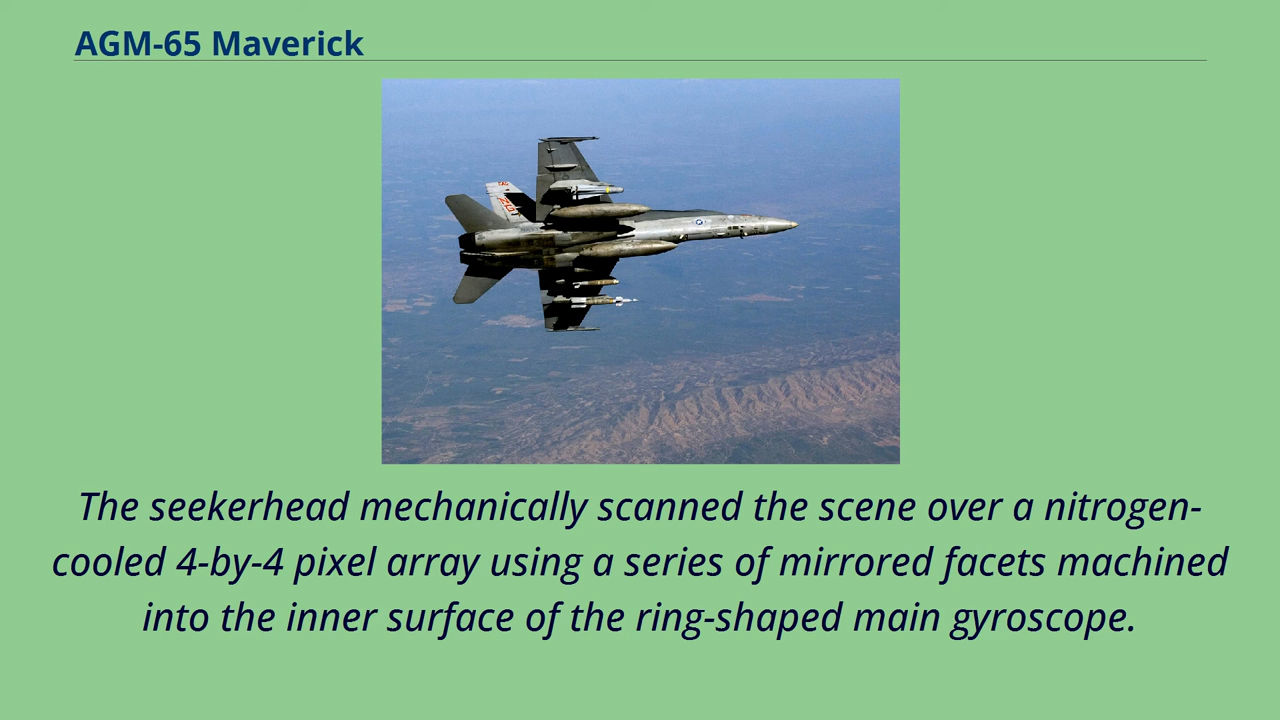 AGM-65 Maverick
The seekerhead mechanically scanned the scene over a nitrogen-
cooled 4-by-4 pixel array using a series of mirrored facets machined
into the inner surface of the ring-shaped main gyroscope.